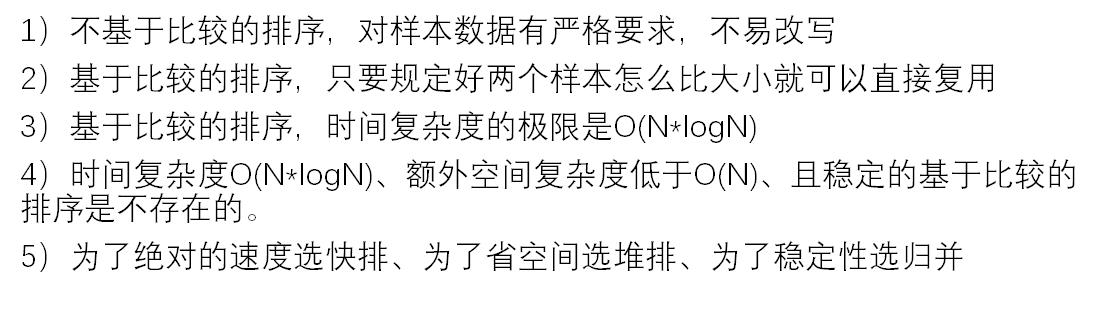 1）不基于比较的排序，对样本数据有严格要求，不易改写
2）基于比较的排序，只要规定好两个样本怎么比大小就可以直接复用
3）基于比较的排序，时间复杂度的极限是O(N*logN)
4）时间复杂度O(N*logN)、额外空间复杂度低于O(N)、且稳定的基于比较的
排序是不存在的。
5）为了绝对的速度选快排、为了省空间选堆排、为了稳定性选归并